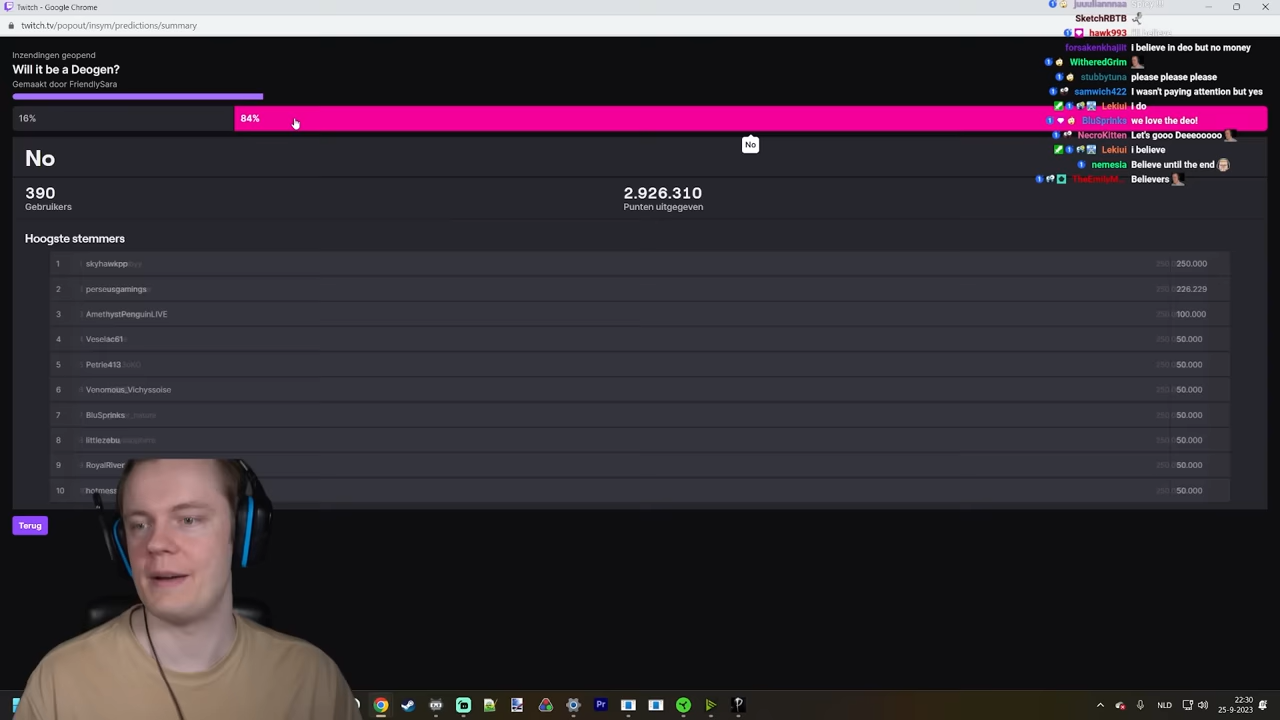 Twitch - Google Chrome
twitch.tv/popout/insym/predictions/summary
Inzendingen geopend
Will it be a Deogen?
Gemaakt door FriendlySara
16%
84%
No
No
390
Gebruikers
2.926.310
Punten uitgegeven
Hoogste stemmers
1 skyhawkpp 250.000
2 perseusgamings 226.229
3 AmethystPenguinLIVE 100.000
4 Veselac61 50.000
5 Petrie413 50.000
6 Venomous_Vichyssoise 50.000
7 BluSprinks 50.000
8 littlezebu 50.000
9 RoyalRiver 50.000
10 50.000
Terug
juuuliannnaa
SketchRBTB
hawk993 i'll believe
forsakenkhajiit I believe in deo but no money
WitheredGrim
stubbytuna please please please
samwich422 I wasn't paying attention but yes
Lekiui I do
BluSprinks we love the deo!
NecroKitten Let's gooo Deeeooooo
Lekiui I believe
nemesia Believe until the end
TheEmileM... Believers
NLD
22:30
25-9-2023